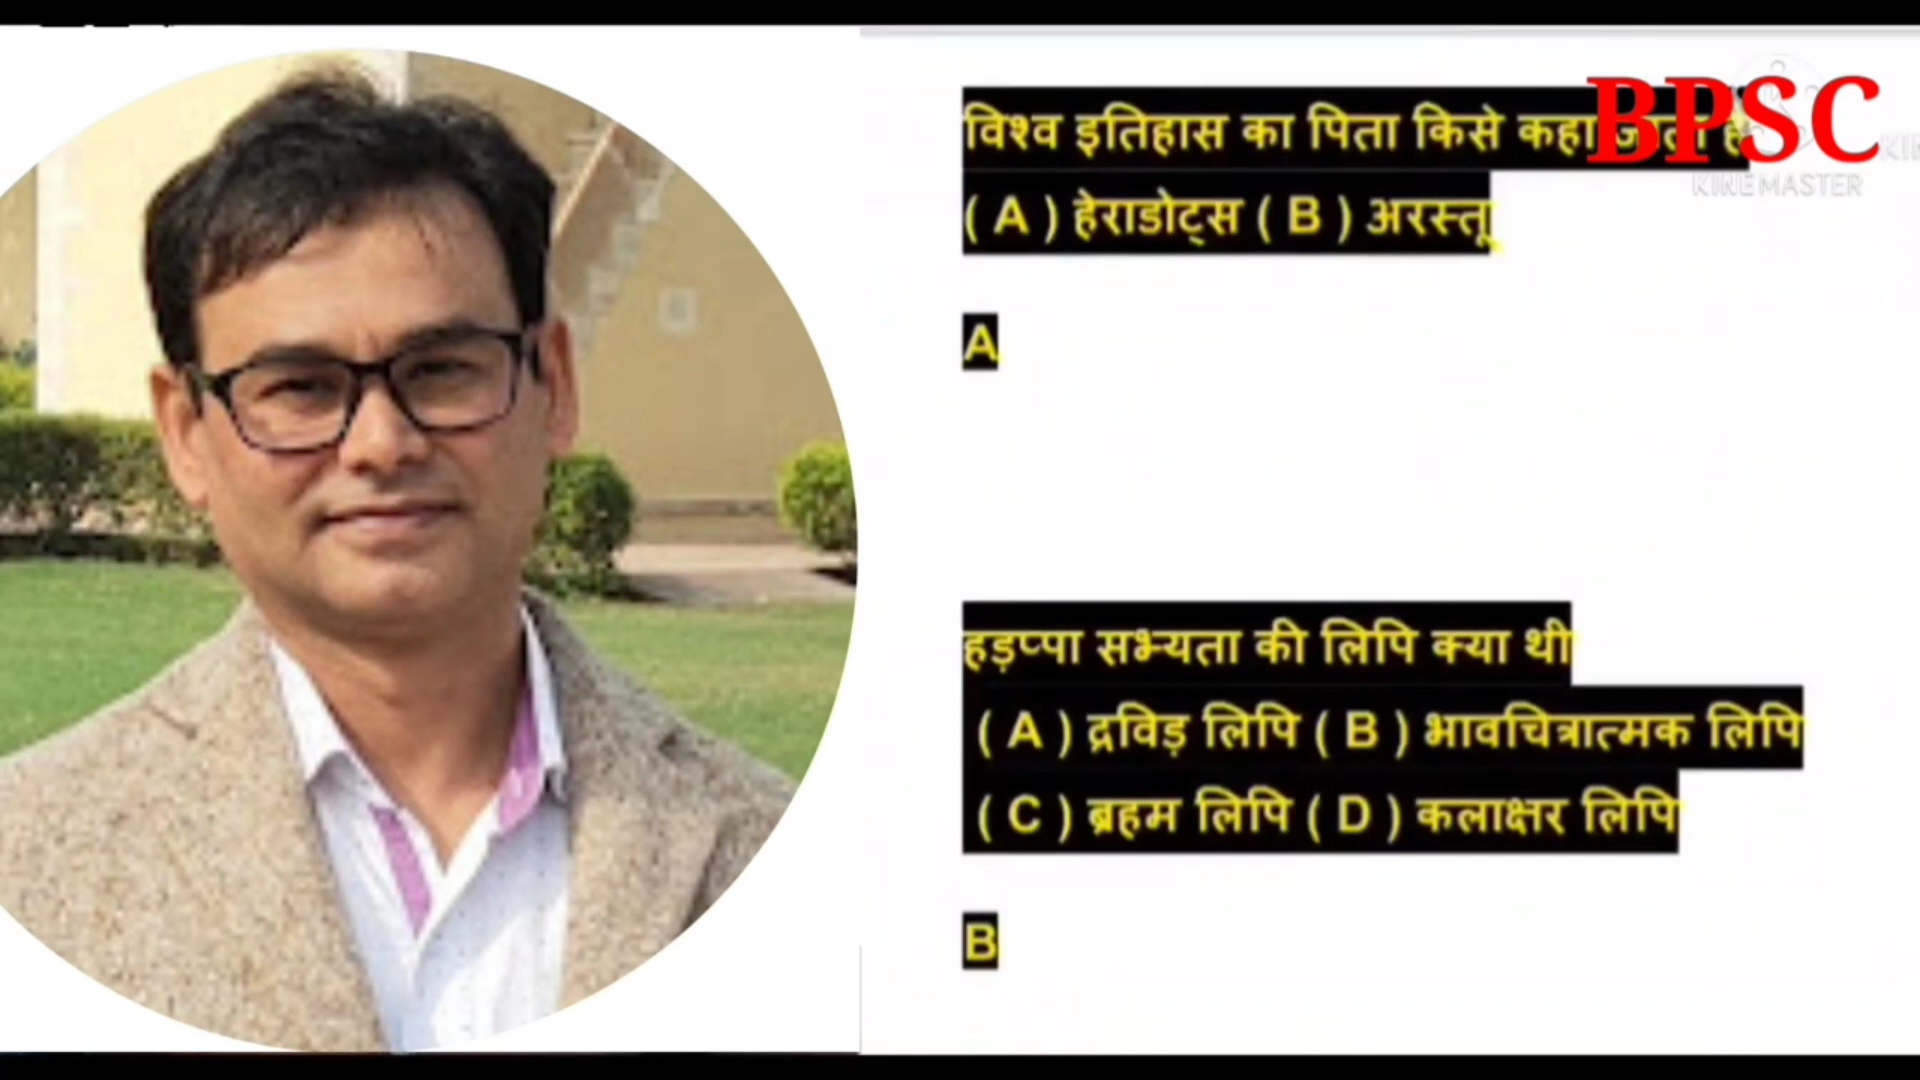 BPSC
विश्व इतिहास का पिता किसे कहा जाता है
KINEMASTER
( A ) हेराडोट्स ( B ) अरस्तू
A
हड़प्पा सभ्यता की लिपि क्या थी
( A ) द्रविड़ लिपि ( B ) भावचित्रात्मक लिपि
( C ) ब्रहम लिपि ( D ) कलाक्षर लिपि
B